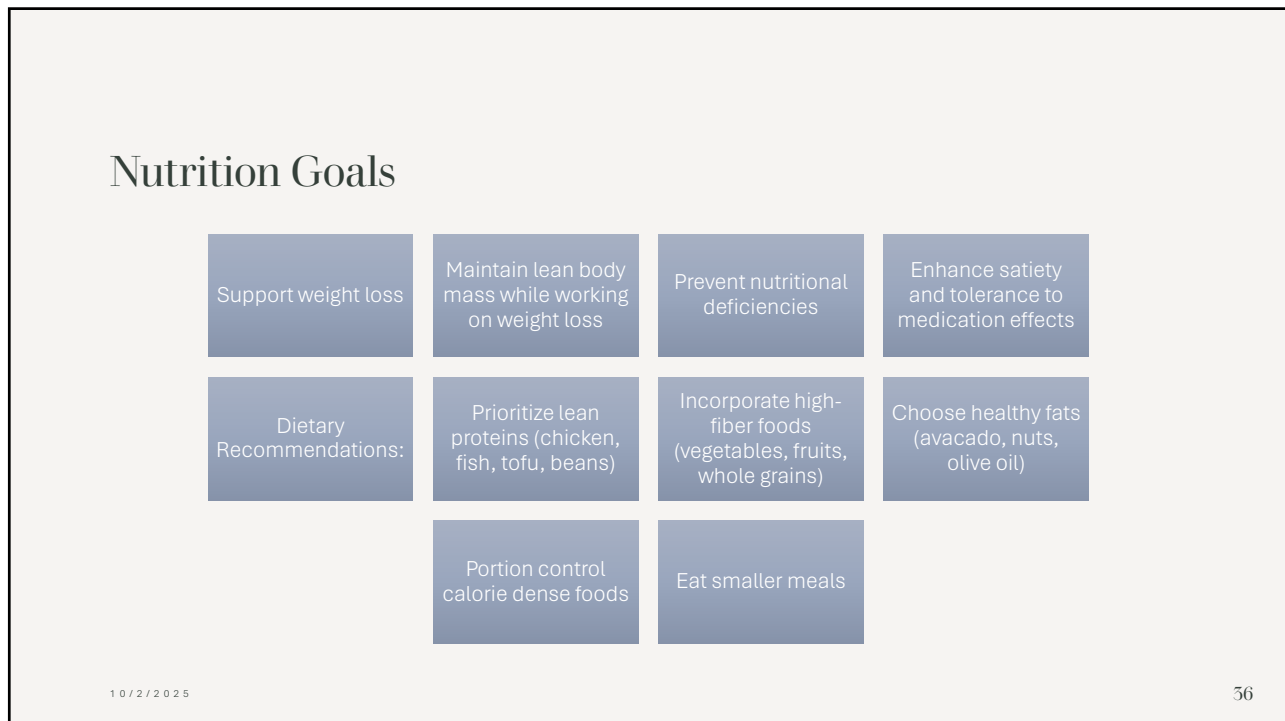 Nutrition Goals
Support weight loss
Maintain lean body
mass while working
on weight loss
Prevent nutritional
deficiencies
Enhance satiety
and tolerance to
medication effects
Dietary
Recommendations:
Prioritize lean
proteins (chicken,
fish, tofu, beans)
Incorporate high-
fiber foods
(vegetables, fruits,
whole grains)
Choose healthy fats
(avacado, nuts,
olive oil)
Portion control
calorie dense foods
Eat smaller meals
10/2/2025
36